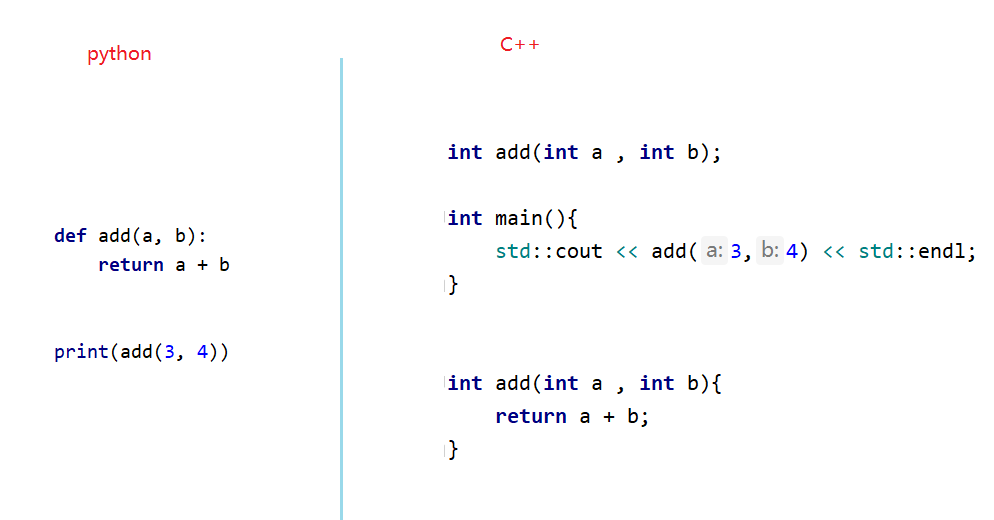 python
def add(a, b):
    return a + b
print(add(3, 4))
C++
int add(int a , int b);
int main(){
    std::cout << add( a: 3, b: 4) << std::endl;
}
int add(int a , int b){
    return a + b;
}